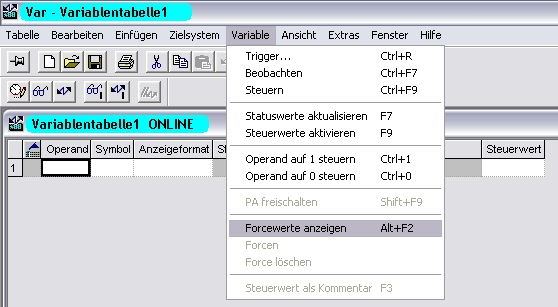 Var - Variablentabelle1
Tabelle Bearbeiten Einfügen Zielsystem Variable Ansicht Extras Fenster Hilfe
Trigger... Ctrl+R
Beobachten Ctrl+F7
Steuern Ctrl+F9
Statuswerte aktualisieren F7
Steuerwerte aktivieren F9
Operand auf 1 steuern Ctrl+1
Operand auf 0 steuern Ctrl+0
PA freischalten Shift+F9
Forcewerte anzeigen Alt+F2
Forcen
Force löschen
Steuerwert als Kommentar F3
Variablentabelle1 ONLINE
Operand Symbol Anzeigeformat St Steuerwert
1